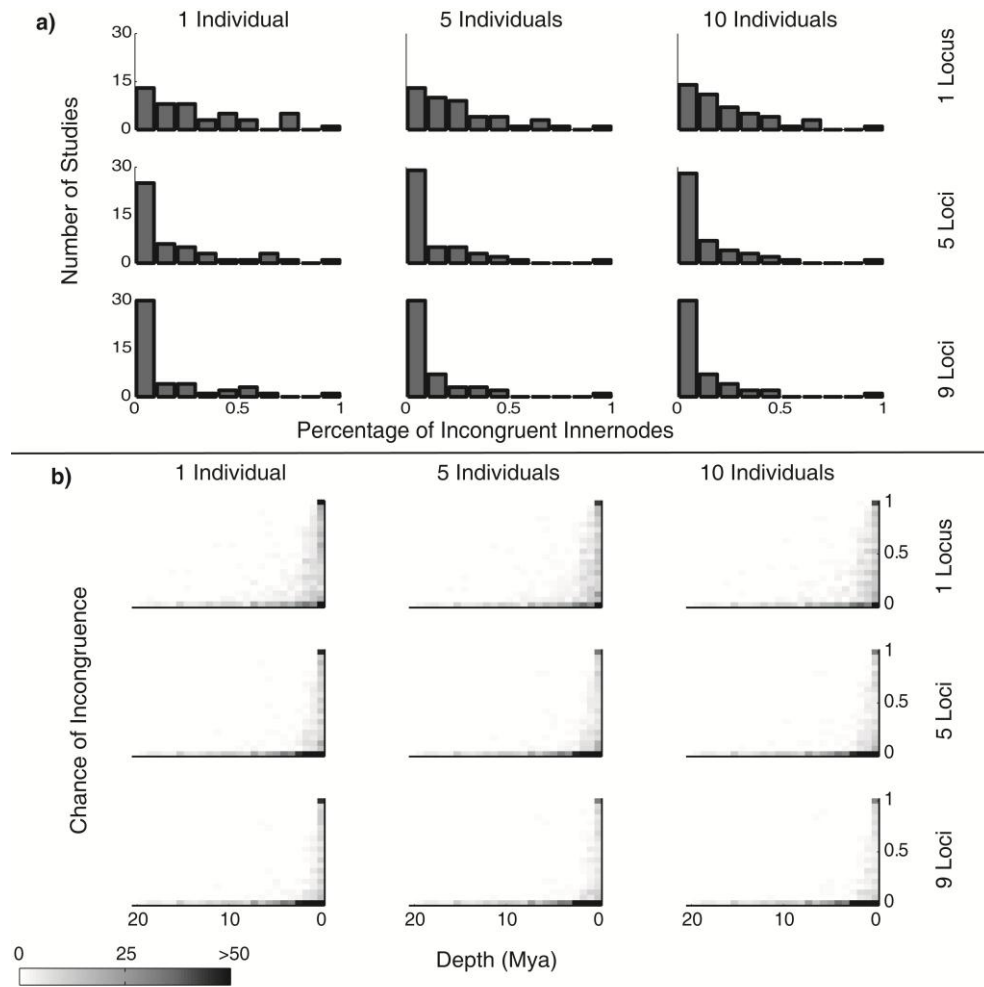 a)
1 Individual
5 Individuals
10 Individuals
Number of Studies
30
15
0
1 Locus
30
15
0
5 Loci
30
15
0
9 Loci
0
0.5
1
0
0.5
1
0
0.5
1
Percentage of Incongruent Innernodes
b)
1 Individual
5 Individuals
10 Individuals
Chance of Incongruence
1
0.5
0
1 Locus
1
0.5
0
5 Loci
1
0.5
0
9 Loci
20
10
0
20
10
0
20
10
0
Depth (Mya)
0
25
>50